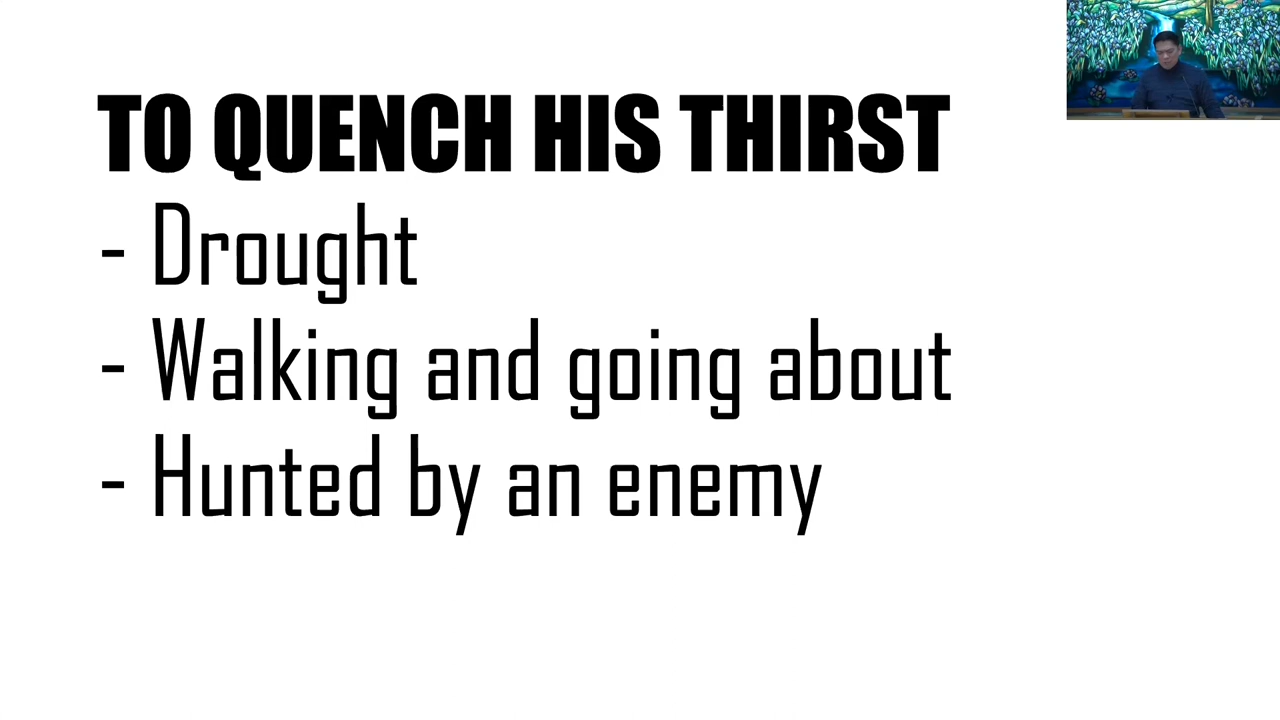 TO QUENCH HIS THIRST
- Drought
- Walking and going about
- Hunted by an enemy